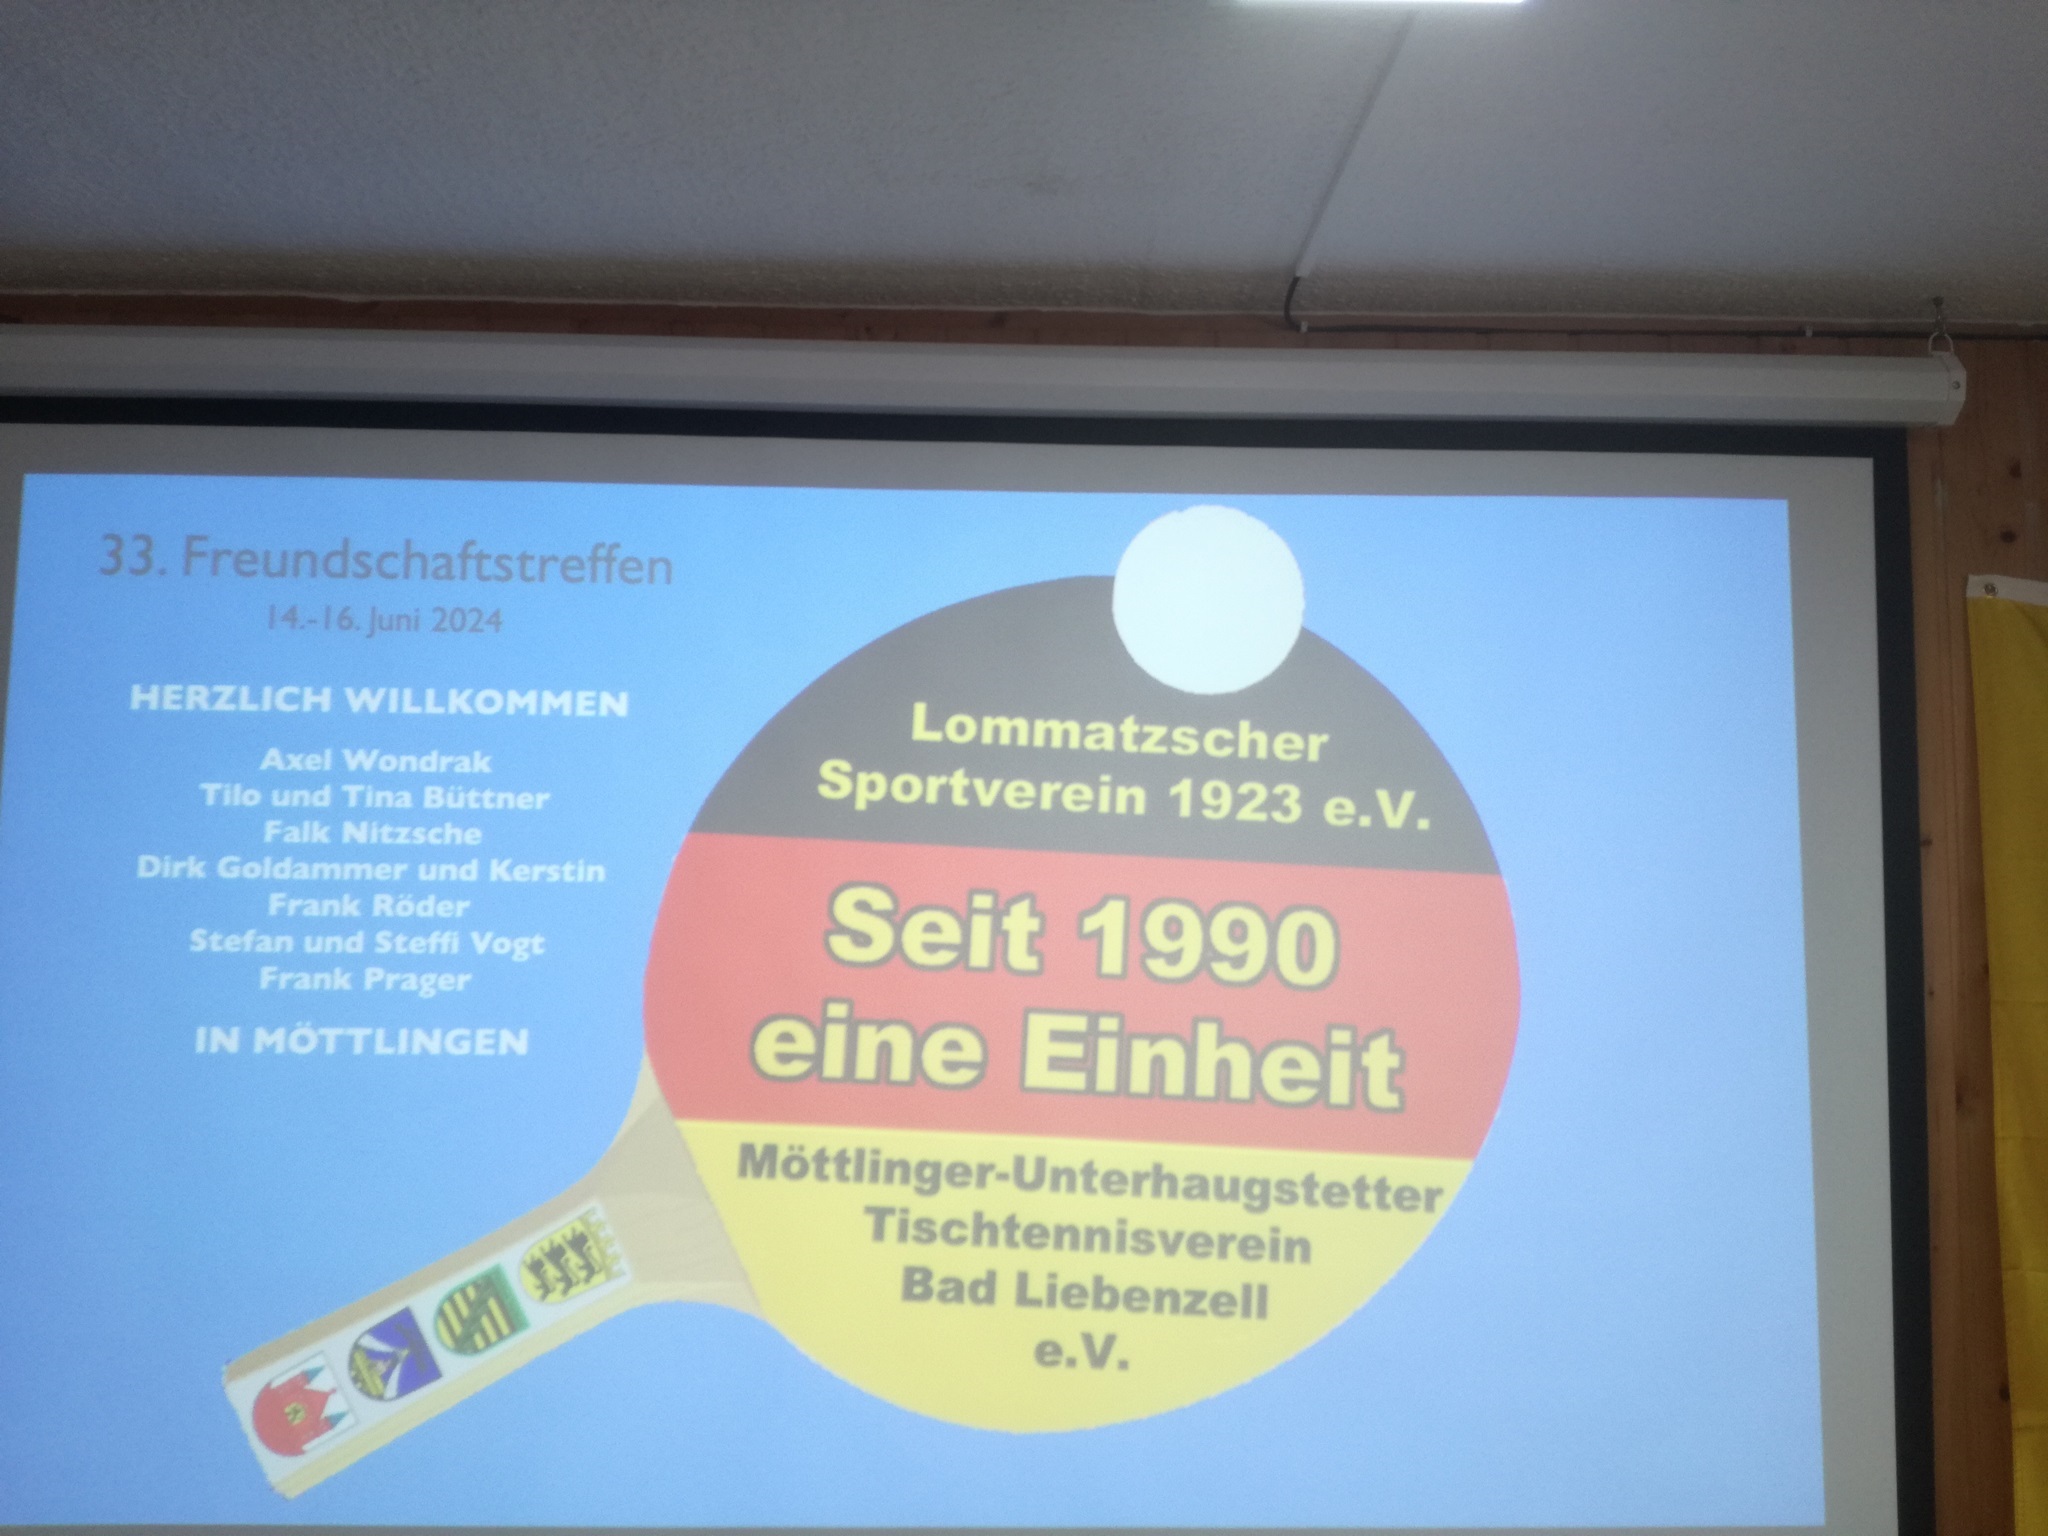 33. Freundschaftstreffen
14.-16. Juni 2024
HERZLICH WILLKOMMEN
Axel Wondrak
Tilo und Tina Büttner
Falk Nitzsche
Dirk Goldammer und Kerstin
Frank Röder
Stefan und Steffi Vogt
Frank Prager
IN MÖTTLINGEN
Lommatzscher
Sportverein 1923 e.V.
Seit 1990
eine Einheit
Möttlinger-Unterhaugstetter
Tischtennisverein
Bad Liebenzell
e.V.